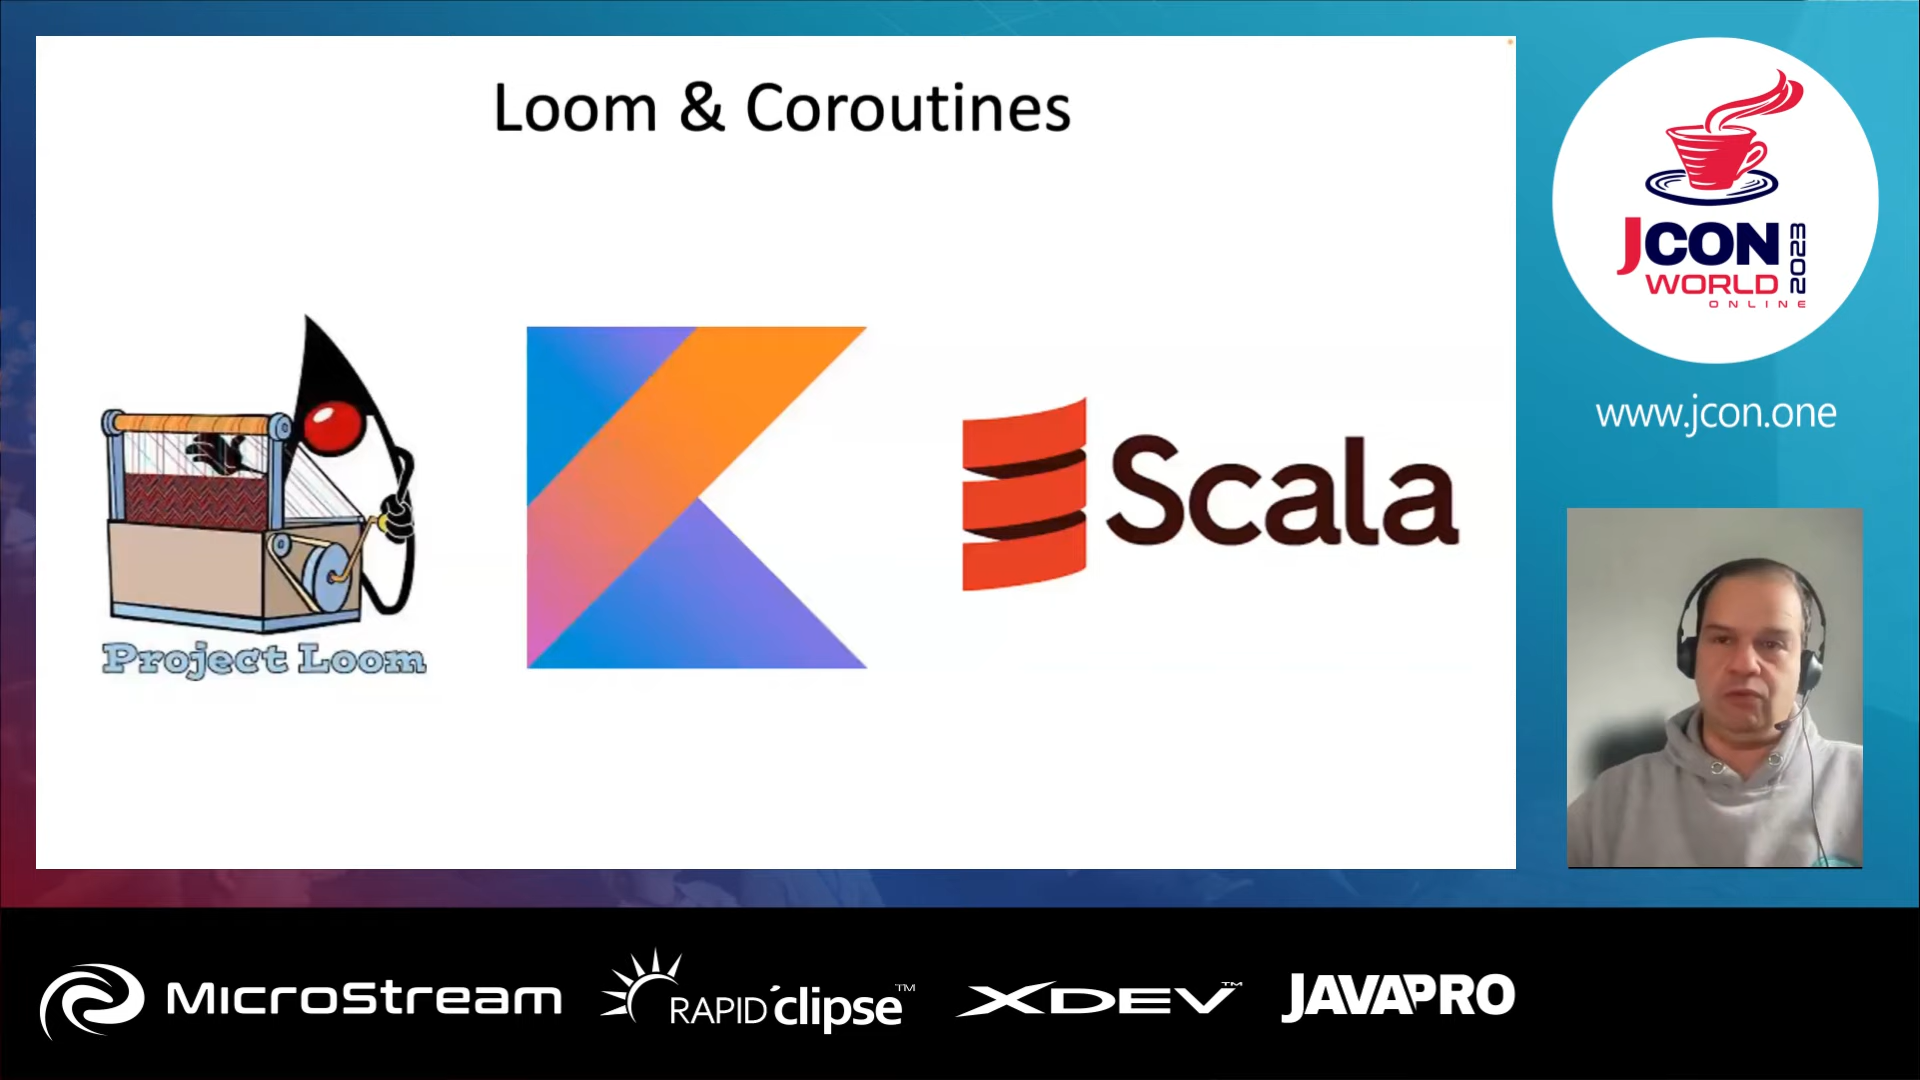 Loom & Coroutines
Project Loom
Scala
JCON
WORLD
2023
ONLINE
www.jcon.one
MicroStream
RAPID'clipse™
XDEV™
JAVAPRO